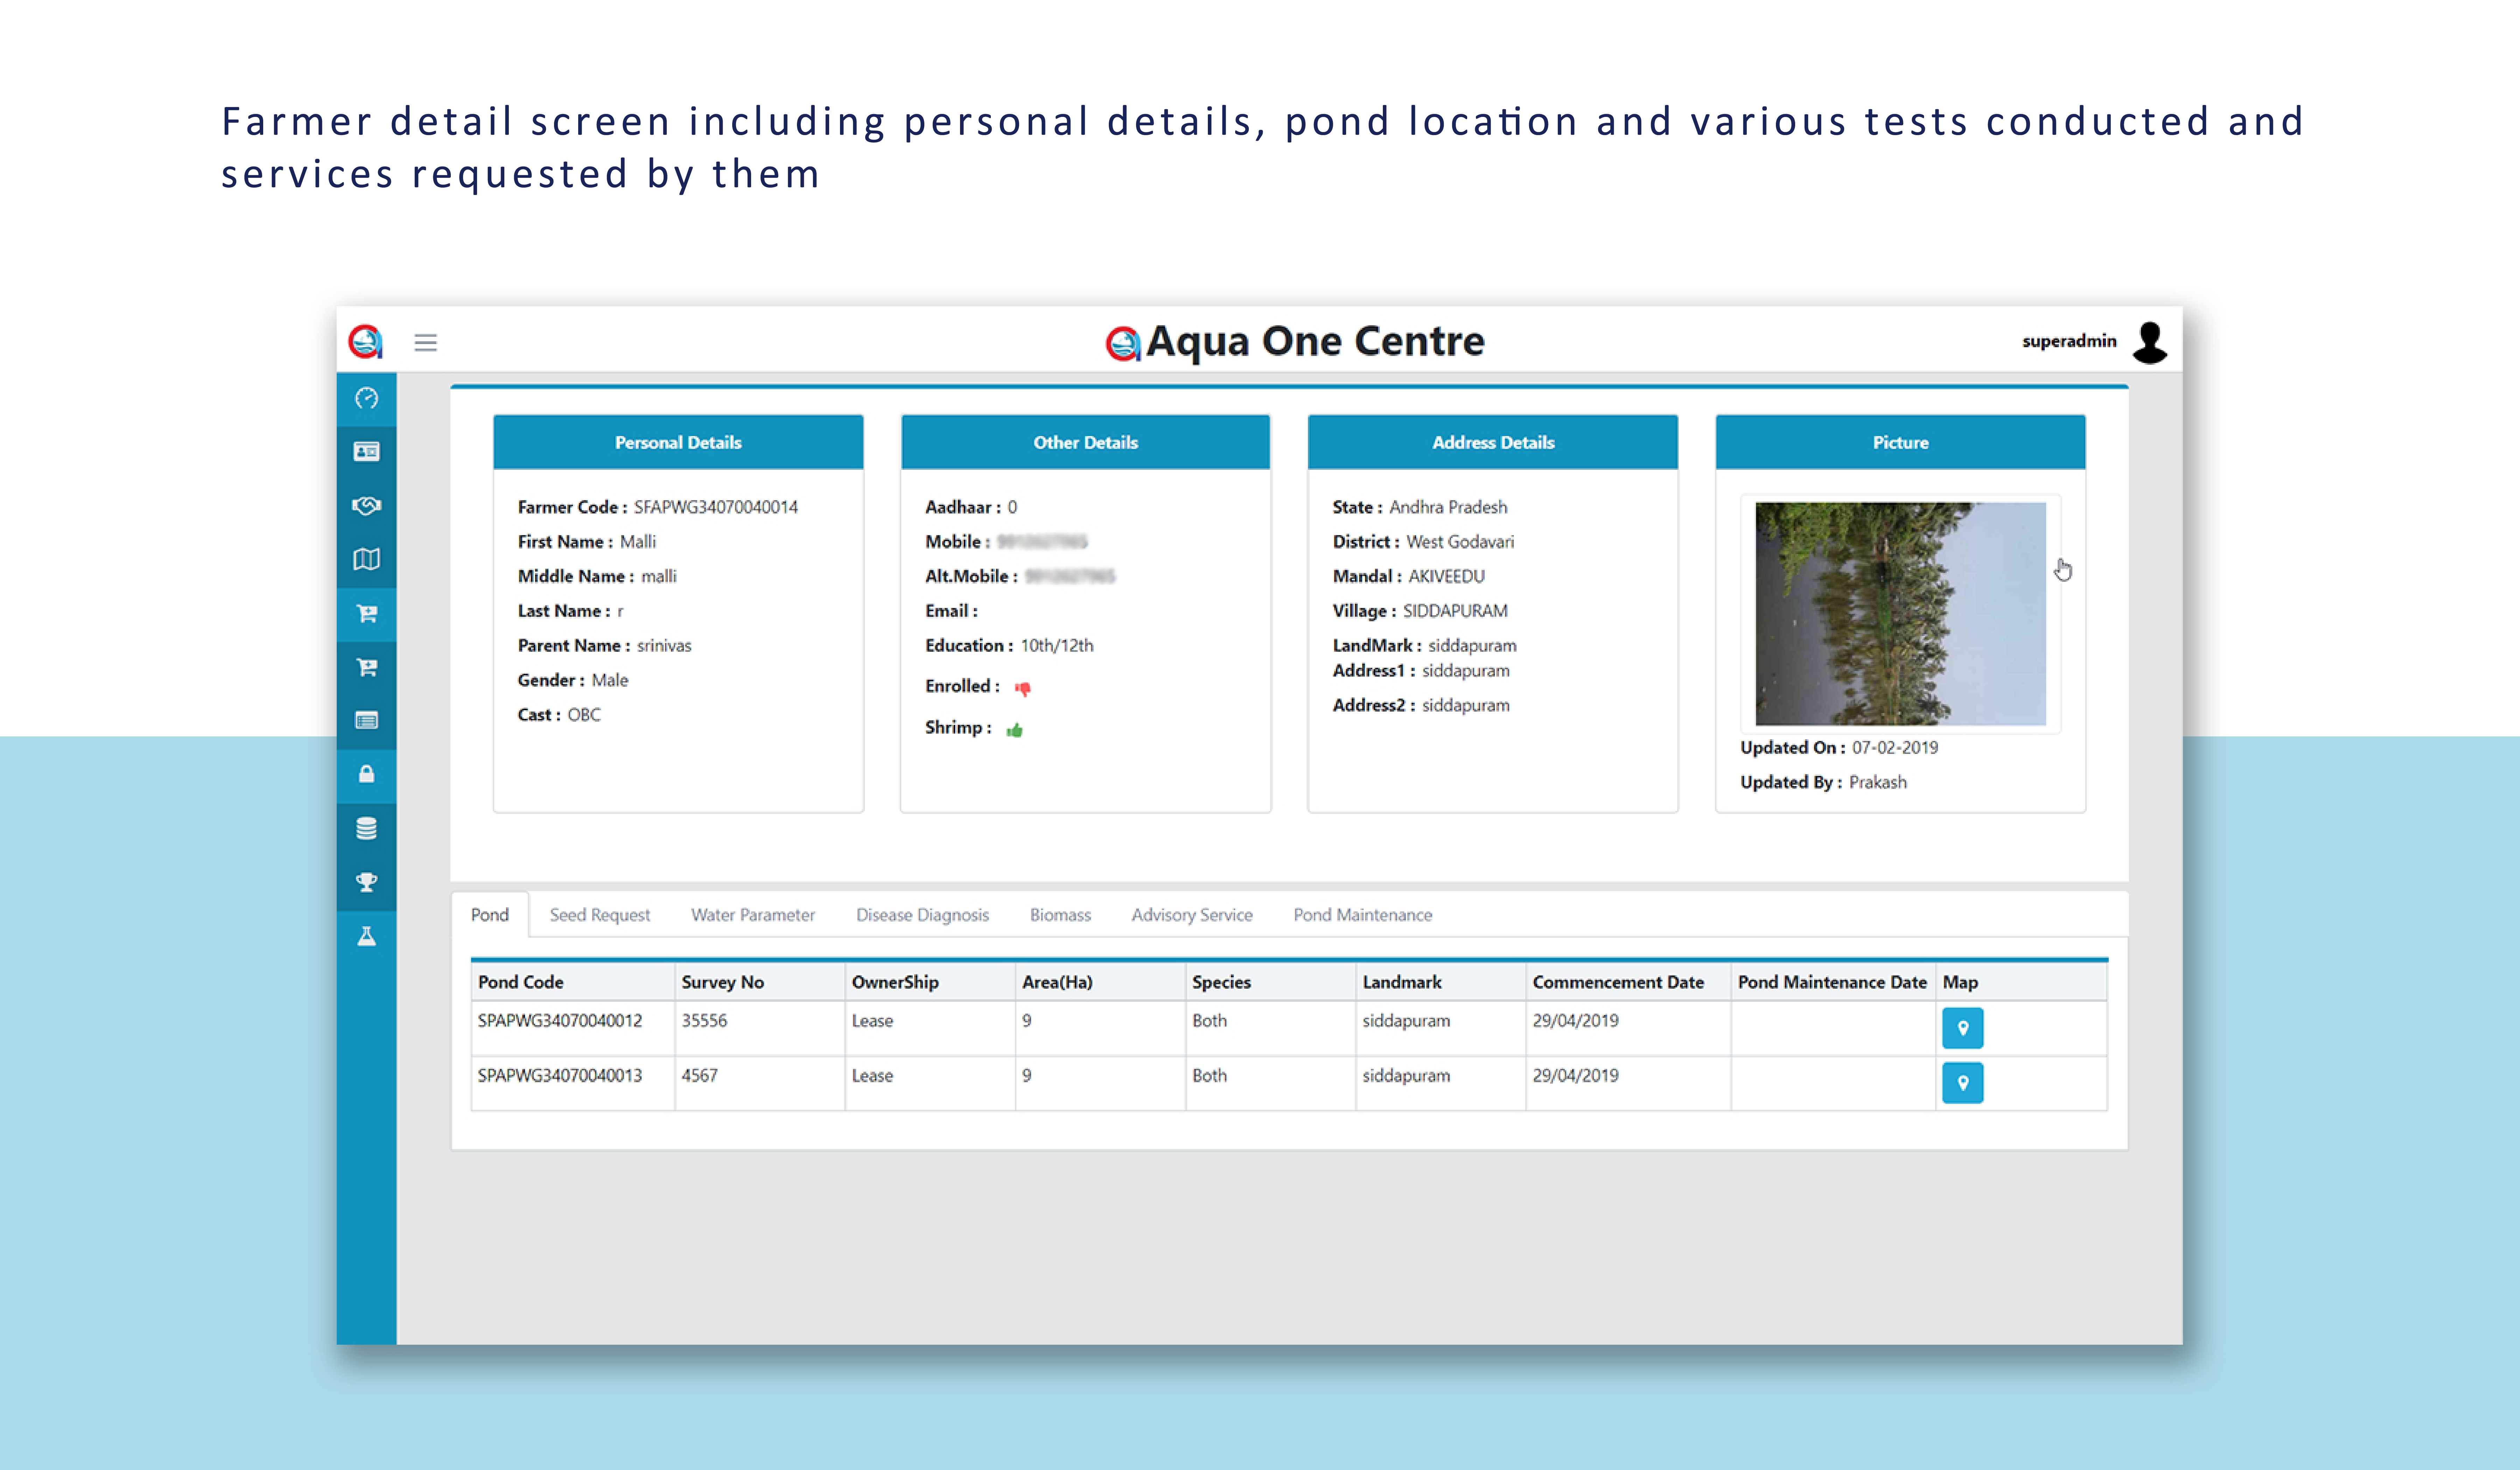 Farmer detail screen including personal details, pond location and various tests conducted and
services requested by them
Aqua One Centre
superadmin
Personal Details
Farmer Code : SFAPWG34070040014
First Name : Malli
Middle Name : malli
Last Name : r
Parent Name : srinivas
Gender : Male
Cast : OBC
Other Details
Aadhaar : 0
Mobile :
Alt.Mobile :
Email :
Education : 10th/12th
Enrolled :
Shrimp :
Address Details
State : Andhra Pradesh
District : West Godavari
Mandal : AKIVEEDU
Village : SIDDAPURAM
LandMark : siddapuram
Address1 : siddapuram
Address2 : siddapuram
Picture
Updated On : 07-02-2019
Updated By : Prakash
Pond Seed Request Water Parameter Disease Diagnosis Biomass Advisory Service Pond Maintenance
Pond Code Survey No OwnerShip Area(Ha) Species Landmark Commencement Date Pond Maintenance Date Map
SPAPWG34070040012 35556 Lease 9 Both siddapuram 29/04/2019
SPAPWG34070040013 4567 Lease 9 Both siddapuram 29/04/2019